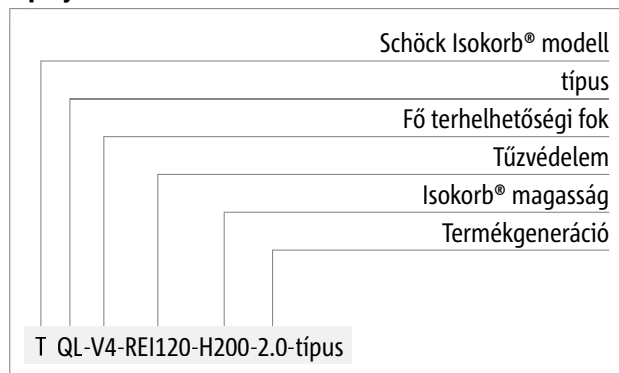 Schöck Isokorb® modell
típus
Fő terhelhetőségi fok
Tűzvédelem
Isokorb® magasság
Termékgeneráció
T QL-V4-REI120-H200-2.0-típus